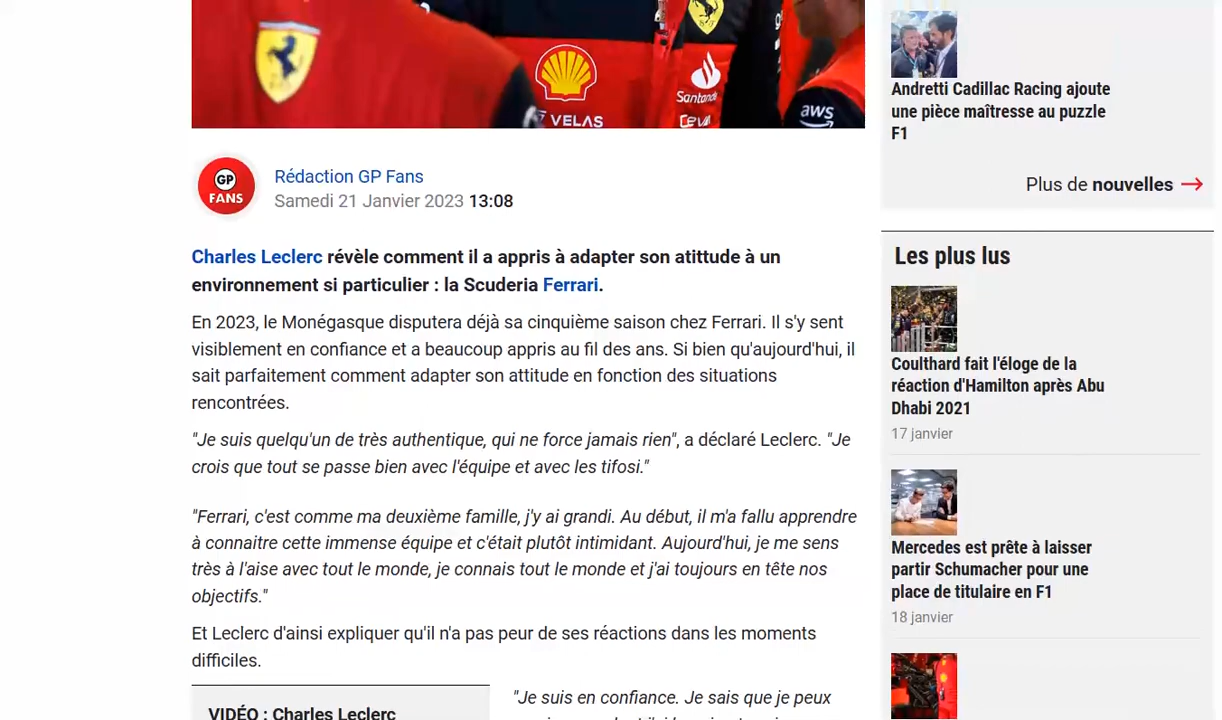 Santander
aws
VELAS
Ceva
GP
FANS
Rédaction GP Fans
Samedi 21 Janvier 2023 13:08
Charles Leclerc révèle comment il a appris à adapter son attitude à un
environnement si particulier : la Scuderia Ferrari.
En 2023, le Monégasque disputera déjà sa cinquième saison chez Ferrari. Il s'y sent
visiblement en confiance et a beaucoup appris au fil des ans. Si bien qu'aujourd'hui, il
sait parfaitement comment adapter son attitude en fonction des situations
rencontrées.
"Je suis quelqu'un de très authentique, qui ne force jamais rien", a déclaré Leclerc. "Je
crois que tout se passe bien avec l'équipe et avec les tifosi."
"Ferrari, c'est comme ma deuxième famille, j'y ai grandi. Au début, il m'a fallu apprendre
à connaitre cette immense équipe et c'était plutôt intimidant. Aujourd'hui, je me sens
très à l'aise avec tout le monde, je connais tout le monde et j'ai toujours en tête nos
objectifs."
Et Leclerc d'ainsi expliquer qu'il n'a pas peur de ses réactions dans les moments
difficiles.
VIDÉO : Charles Leclerc
"Je suis en confiance. Je sais que je peux
Andretti Cadillac Racing ajoute
une pièce maîtresse au puzzle
F1
Plus de nouvelles
Les plus lus
Coulthard fait l'éloge de la
réaction d'Hamilton après Abu
Dhabi 2021
17 janvier
Mercedes est prête à laisser
partir Schumacher pour une
place de titulaire en F1
18 janvier